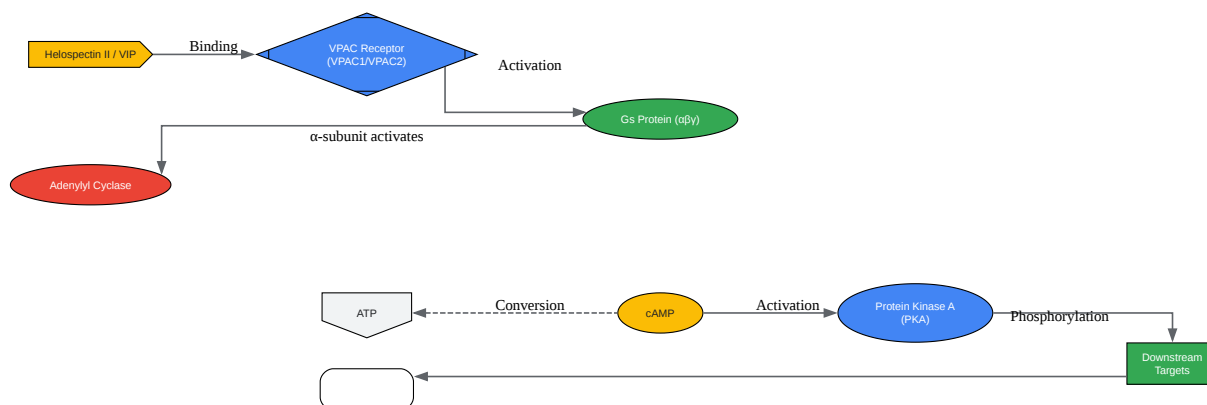 Helospectin II / VIP
Binding
VPAC Receptor
(VPAC1/VPAC2)
Activation
Gs Protein (αβγ)
α-subunit activates
Adenylyl Cyclase
ATP
Conversion
cAMP
Activation
Protein Kinase A
(PKA)
Phosphorylation
Downstream
Targets